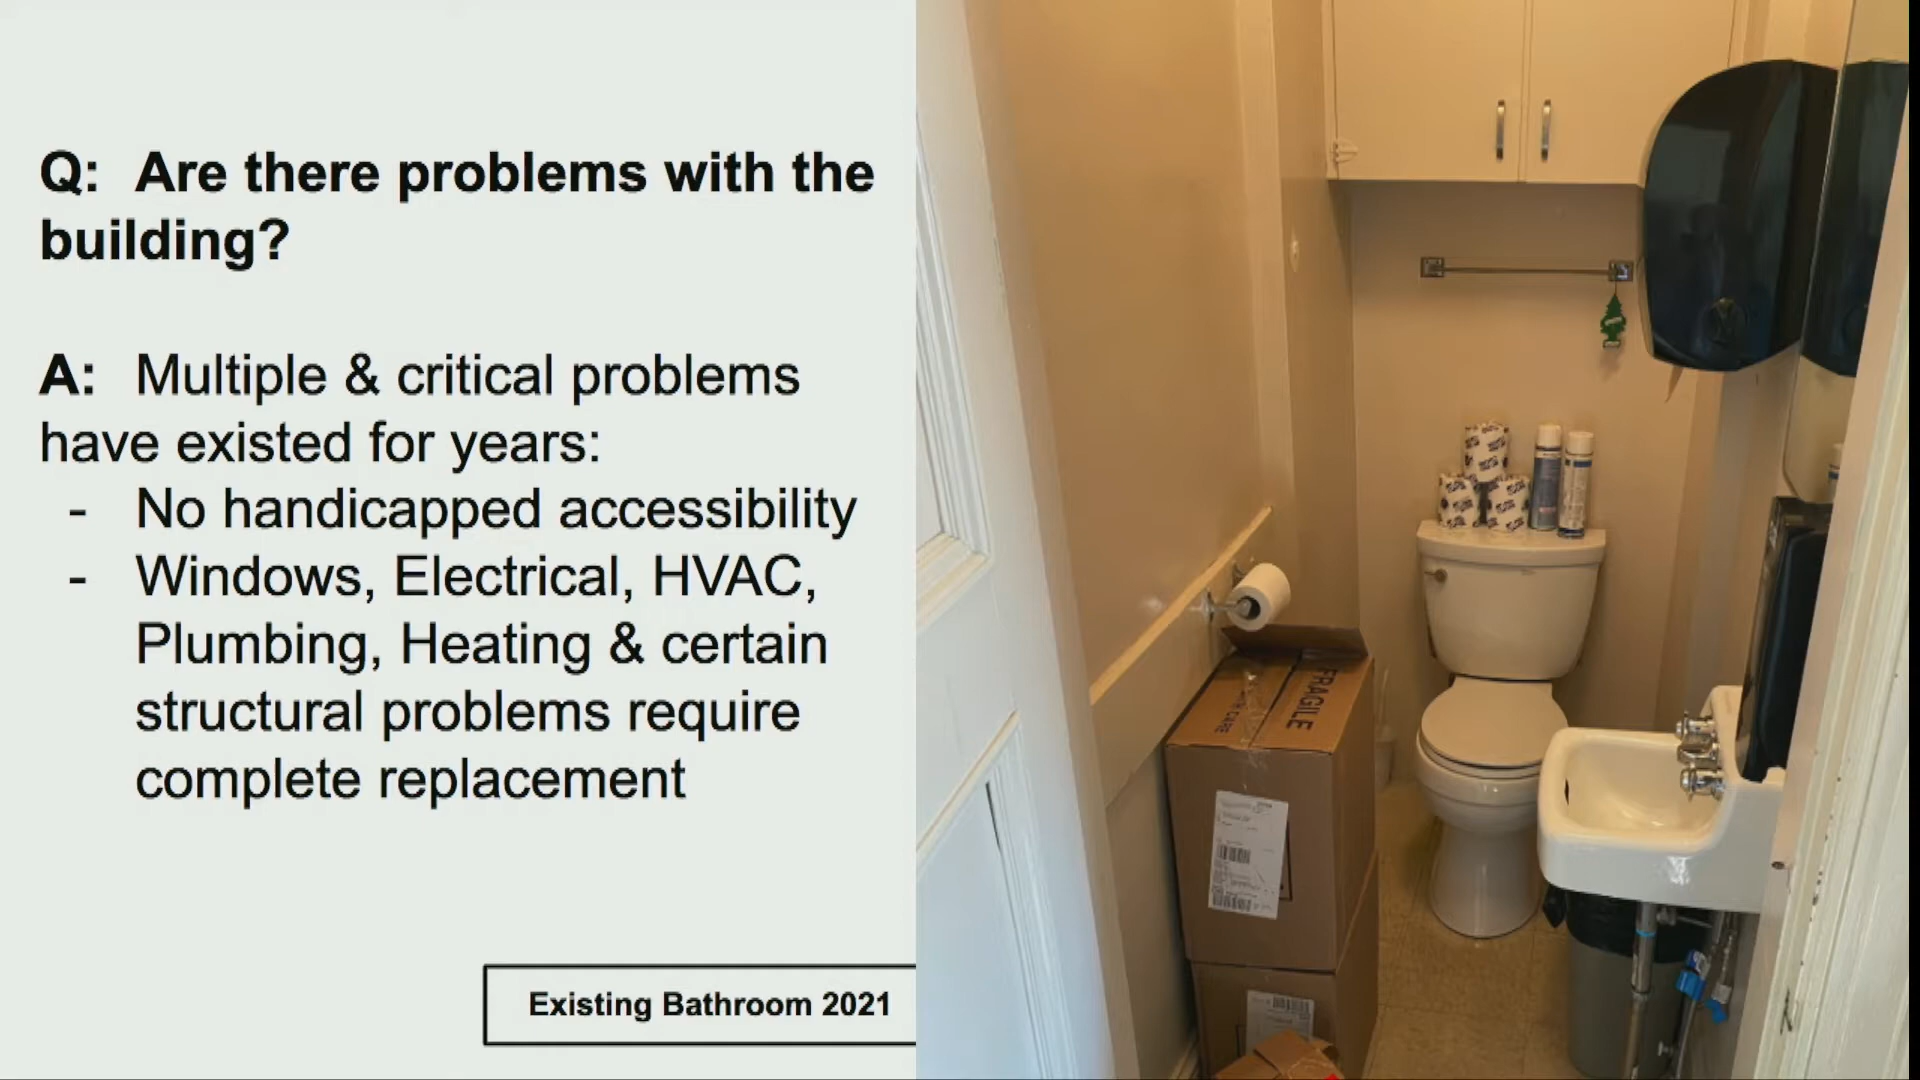 Q: Are there problems with the
building?
A: Multiple & critical problems
have existed for years:
- No handicapped accessibility
- Windows, Electrical, HVAC,
Plumbing, Heating & certain
structural problems require
complete replacement
Existing Bathroom 2021
FRAGILE